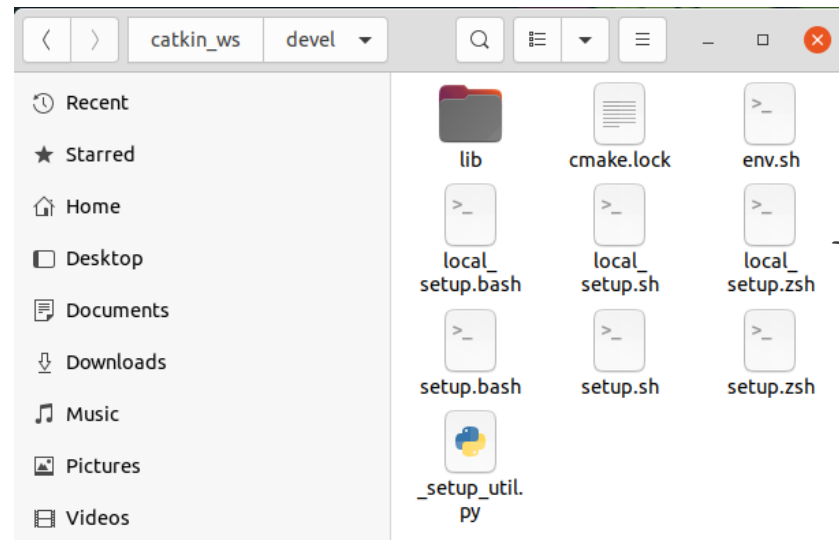 catkin_ws devel
Recent
Starred
Home
Desktop
Documents
Downloads
Music
Pictures
Videos
lib
cmake.lock
>_
env.sh
>_
local_
setup.bash
>_
local_
setup.sh
>_
local_
setup.zsh
>_
setup.bash
>_
setup.sh
>_
setup.zsh
_setup_util.
py